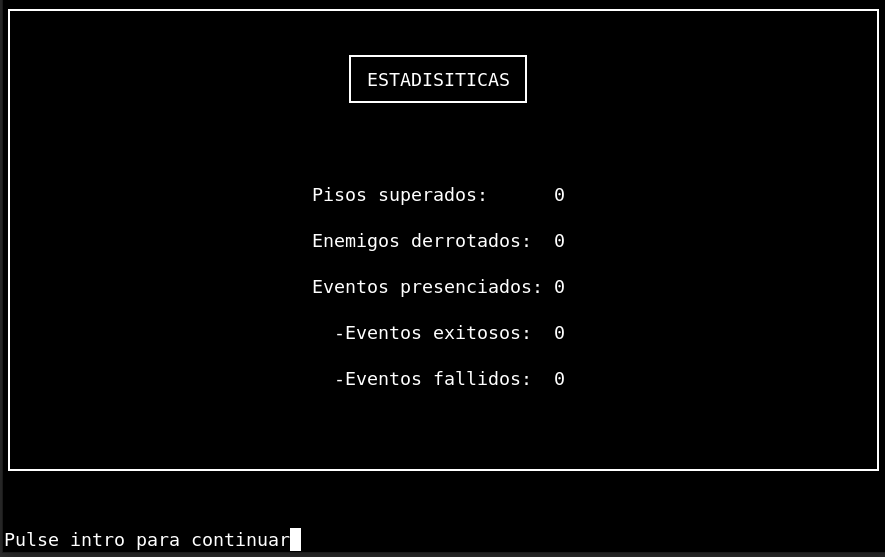 ESTADISITICAS
Pisos superados: 0
Enemigos derrotados: 0
Eventos presenciados: 0
-Eventos exitosos: 0
-Eventos fallidos: 0
Pulse intro para continuar